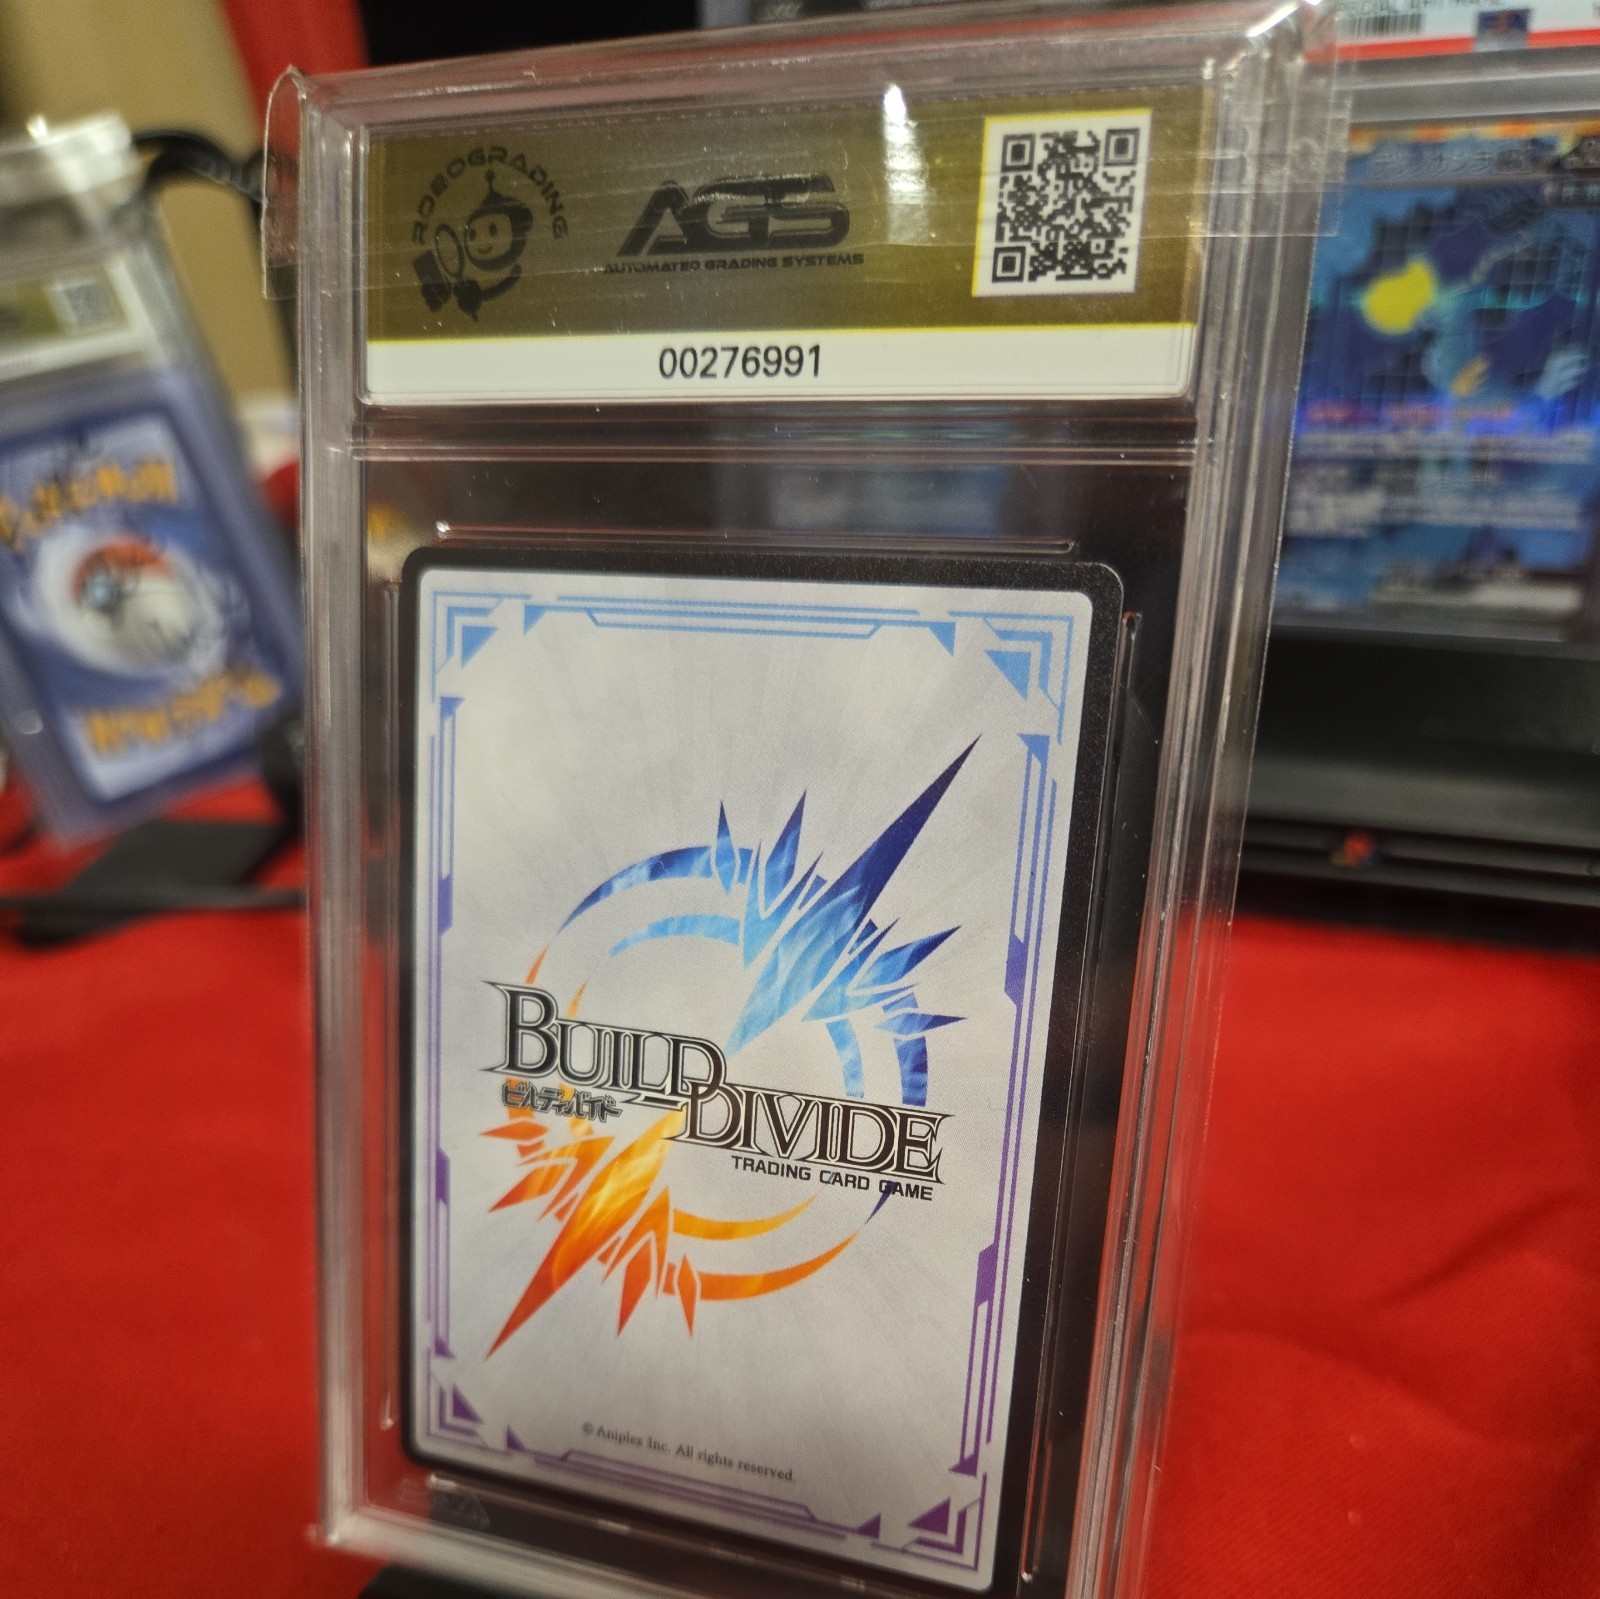 ROBOGRADING
AGS
AUTOMATED GRADING SYSTEMS
00276991
BUILD DIVIDE
ビルディバイド
TRADING CARD GAME
© Aniplex Inc. All rights reserved.